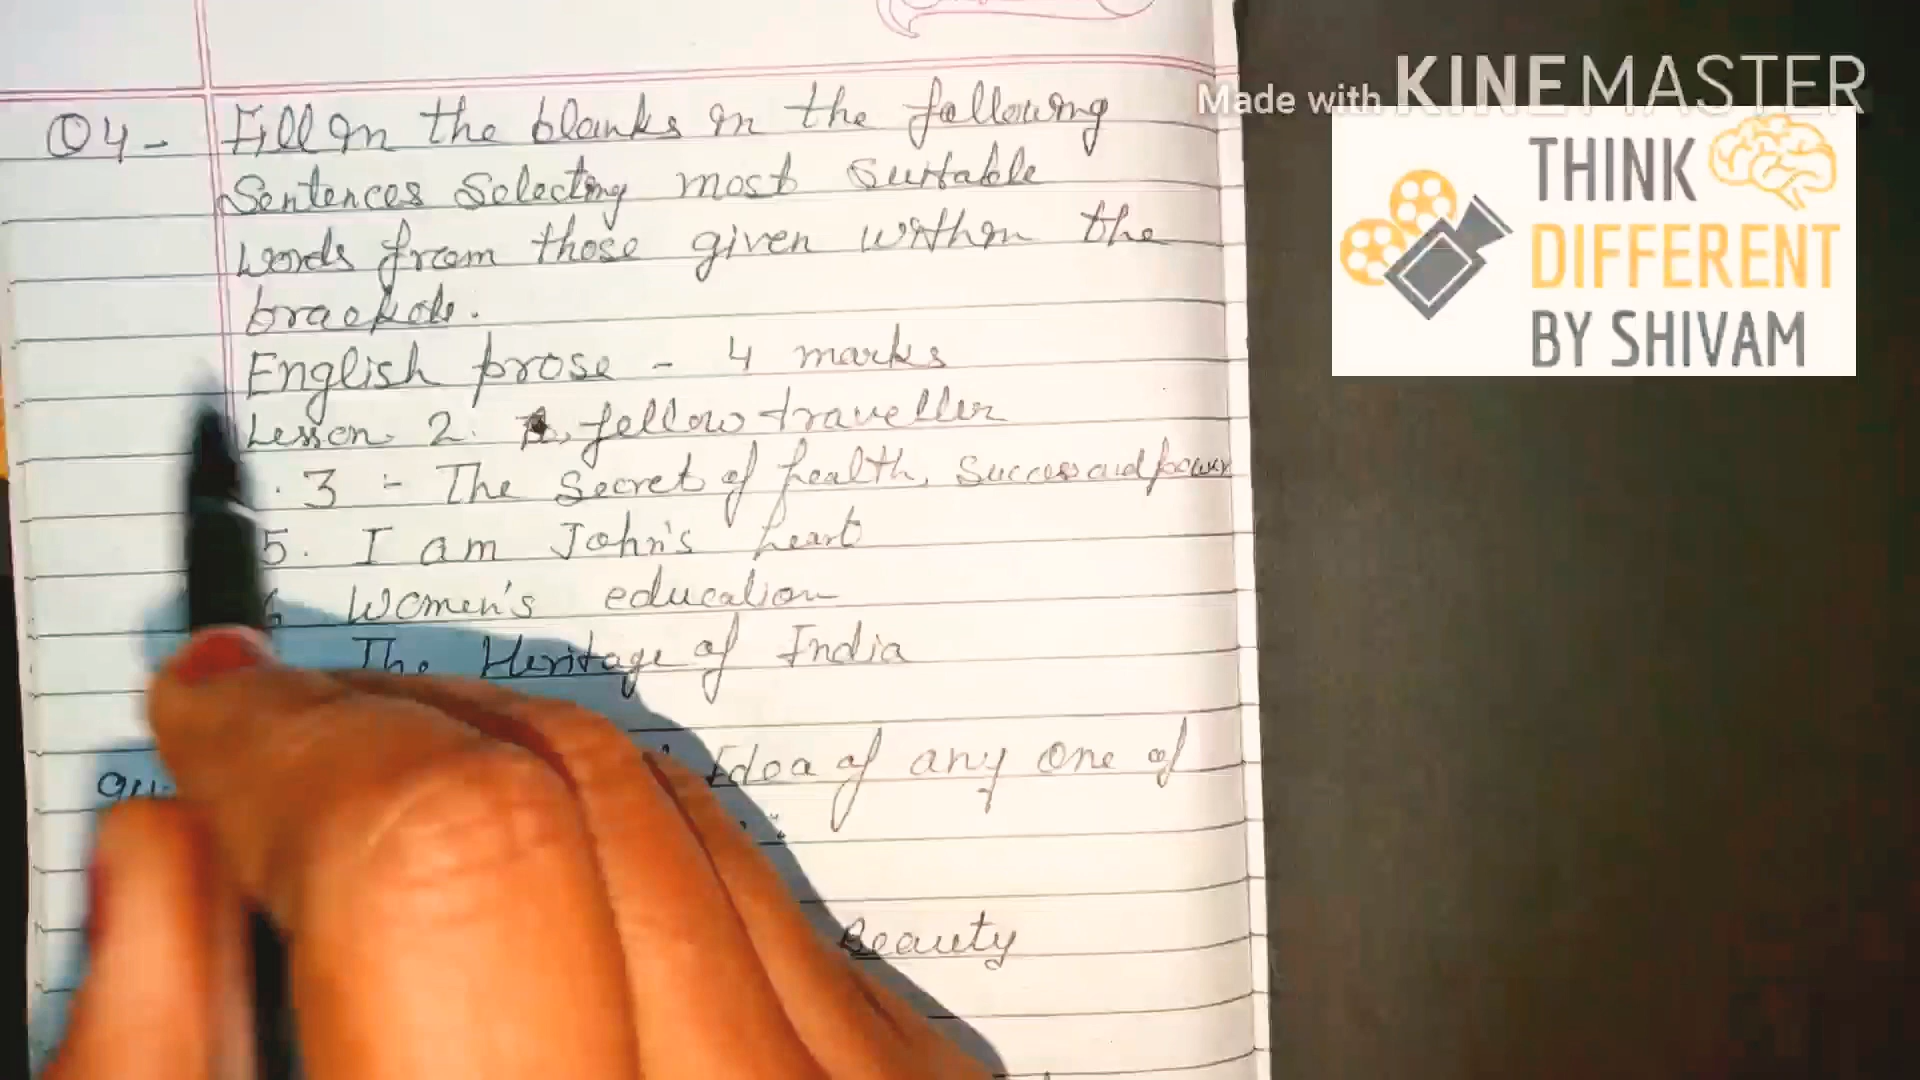 Made with KINEMASTER
THINK
DIFFERENT
BY SHIVAM
Q4- Fill in the blanks in the following
Sentences Selecting most Suitable
words from those given within the
brackets.
English prose - 4 marks
Lesson 2. A, fellow traveller
3 :- The Secret of health, Success and power
5. I am John's heart
6 Women's education
The Heritage of India
Idea of any one of
Beauty